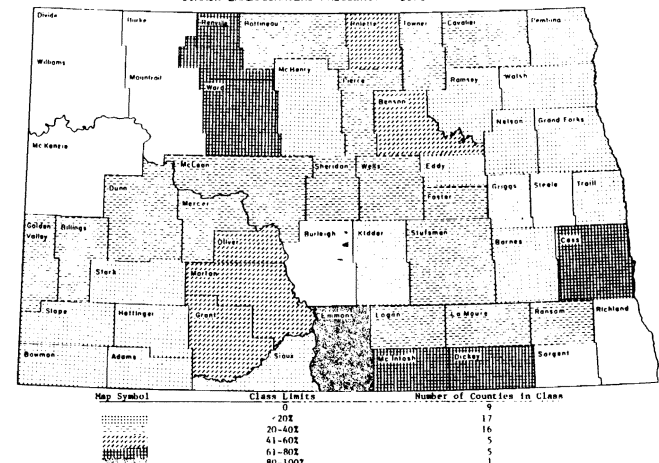 Divide Burke Renville Bottineau Rolette Towner Cavalier Pembina
Williams Mountrail Ward McHenry Pierce Benson Ramsey Walsh
Nelson Grand Forks
McKenzie McLean Sheridan Wells Eddy
Dunn Mercer Foster Griggs Steele Traill
Golden Valley Billings Oliver Burleigh Kidder Stutsman Barnes Cass
Stark Morton
Slope Hettinger Grant Emmons Logan La Moure Ransom Richland
Bowman Adams Sioux McIntosh Dickey Sargent
Map Symbol Class Limits Number of Counties in Class
0 9
<20% 17
20-40% 16
41-60% 5
61-80% 5
80-100% 1